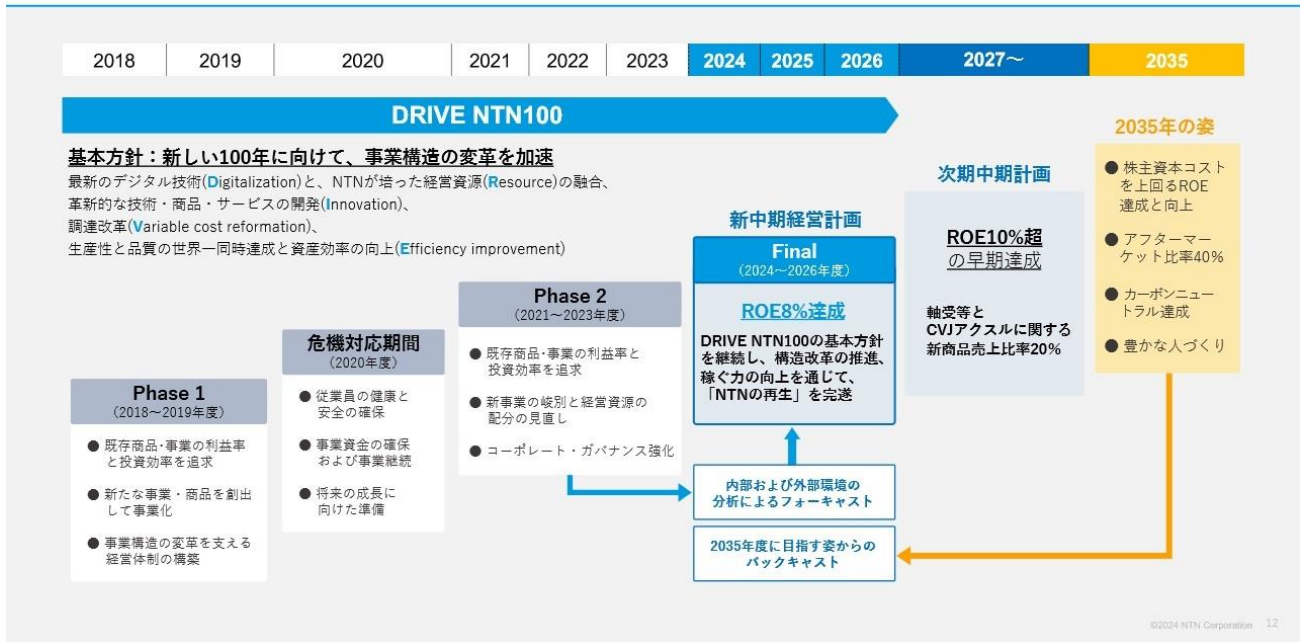 2018 2019 2020 2021 2022 2023 2024 2025 2026 2027～ 2035
DRIVE NTN100
基本方針：新しい100年に向けて、事業構造の変革を加速
最新のデジタル技術(Digitalization)と、NTNが培った経営資源(Resource)の融合、
革新的な技術・商品・サービスの開発(Innovation)、
調達改革(Variable cost reformation)、
生産性と品質の世界一同時達成と資産効率の向上(Efficiency improvement)
Phase 1
(2018～2019年度)
● 既存商品･事業の利益率
と投資効率を追求
● 新たな事業・商品を創出
して事業化
● 事業構造の変革を支える
経営体制の構築
危機対応期間
(2020年度)
● 従業員の健康と
安全の確保
● 事業資金の確保
および事業継続
● 将来の成長に
向けた準備
Phase 2
(2021～2023年度)
● 既存商品･事業の利益率と
投資効率を追求
● 新事業の峻別と経営資源の
配分の見直し
● コーポレート・ガバナンス強化
新中期経営計画
Final
(2024～2026年度)
ROE8%達成
DRIVE NTN100の基本方針
を継続し、構造改革の推進、
稼ぐ力の向上を通じて、
「NTNの再生」を完遂
内部および外部環境の
分析によるフォーキャスト
2035年度に目指す姿からの
バックキャスト
次期中期計画
ROE10%超
の早期達成
軸受等と
CVJアクスルに関する
新商品売上比率20%
2035年の姿
● 株主資本コスト
を上回るROE
達成と向上
● アフターマー
ケット比率40%
● カーボンニュー
トラル達成
● 豊かな人づくり
©2024 NTN Corporation 12